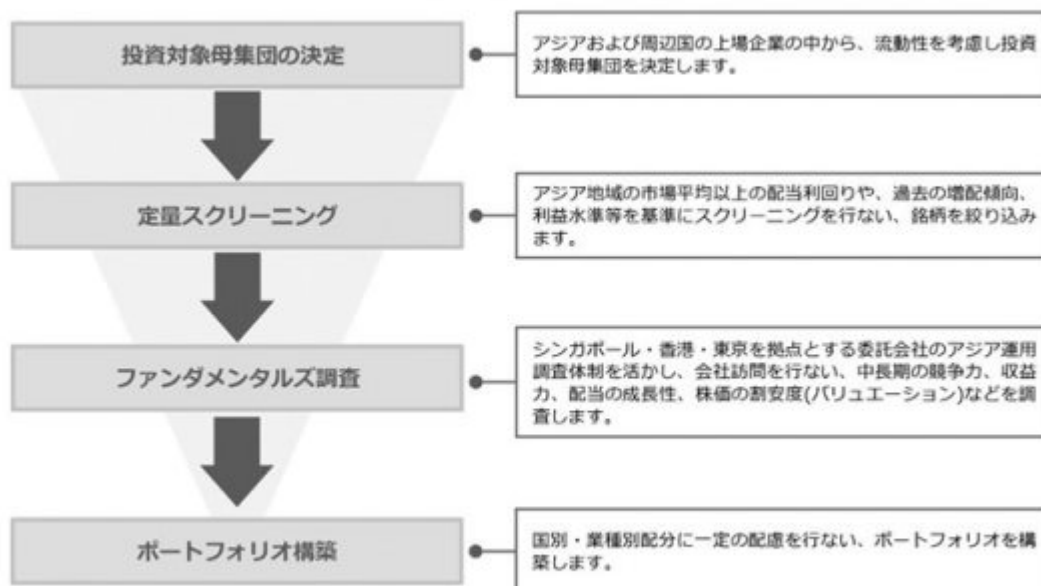 投資対象母集団の決定
アジアおよび周辺国の上場企業の中から、流動性を考慮し投資
対象母集団を決定します。
定量スクリーニング
アジア地域の市場平均以上の配当利回りや、過去の増配傾向、
利益水準等を基準にスクリーニングを行ない、銘柄を絞り込み
ます。
ファンダメンタルズ調査
シンガポール・香港・東京を拠点とする委託会社のアジア運用
調査体制を活かし、会社訪問を行ない、中長期の競争力、収益
力、配当の成長性、株価の割安度(バリュエーション)などを調
査します。
ポートフォリオ構築
国別・業種別配分に一定の配慮を行ない、ポートフォリオを構
築します。